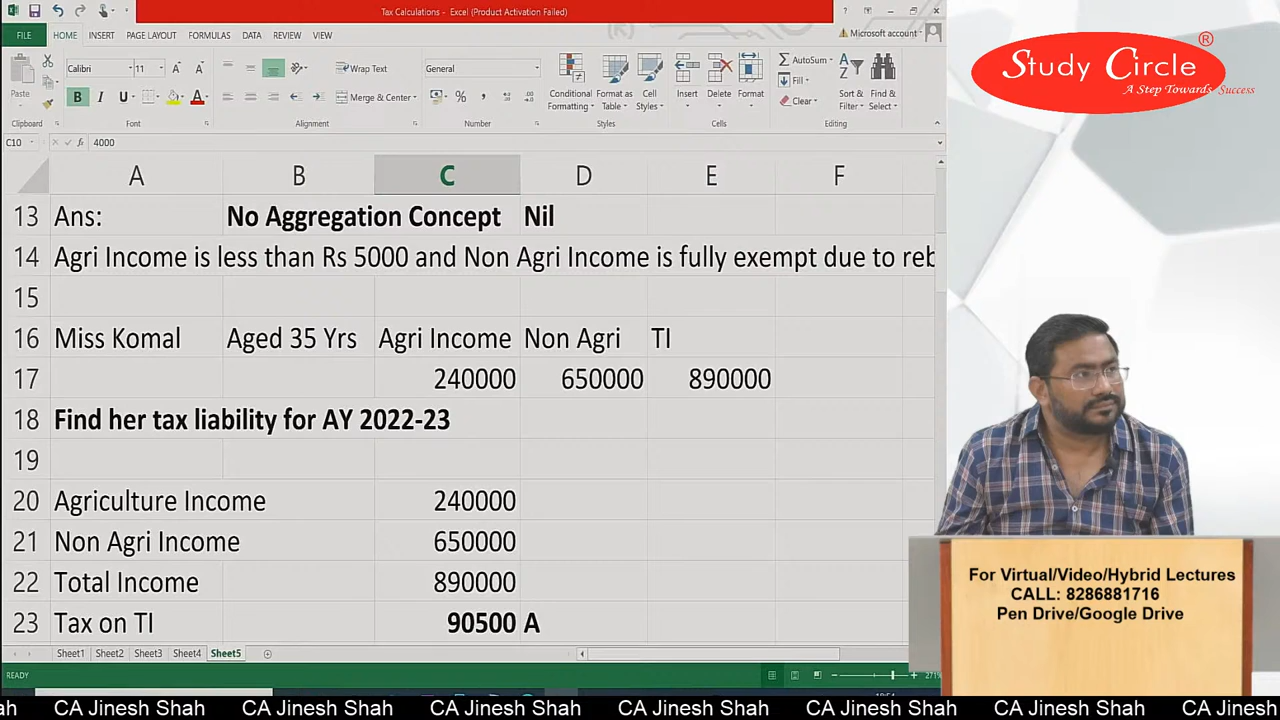 Tax Calculations - Excel (Product Activation Failed)
FILE HOME INSERT PAGE LAYOUT FORMULAS DATA REVIEW VIEW Microsoft account
Calibri 11 Wrap Text General AutoSum
Paste B I U Merge & Center % Conditional Formatting Format as Table Cell Styles Insert Delete Format Fill Clear Sort & Filter Find & Select
Clipboard Font Alignment Number Styles Cells Editing
C10 fx 4000
A B C D E F
13 Ans: No Aggregation Concept Nil
14 Agri Income is less than Rs 5000 and Non Agri Income is fully exempt due to reb
15
16 Miss Komal Aged 35 Yrs Agri Income Non Agri TI
17 240000 650000 890000
18 Find her tax liability for AY 2022-23
19
20 Agriculture Income 240000
21 Non Agri Income 650000
22 Total Income 890000
23 Tax on TI 90500 A
Sheet1 Sheet2 Sheet3 Sheet4 Sheet5
READY 271%
Study Circle ®
A Step Towards Success
For Virtual/Video/Hybrid Lectures
CALL: 8286881716
Pen Drive/Google Drive
ah CA Jinesh Shah CA Jinesh Shah CA Jinesh Shah CA Jinesh Shah CA Jinesh Shah CA Jinesh Shah CA Jines